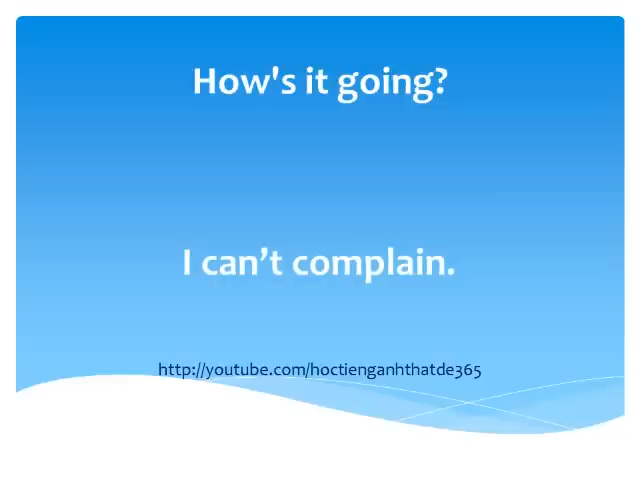 How's it going?
I can’t complain.
http://youtube.com/hoctienganhthatde365